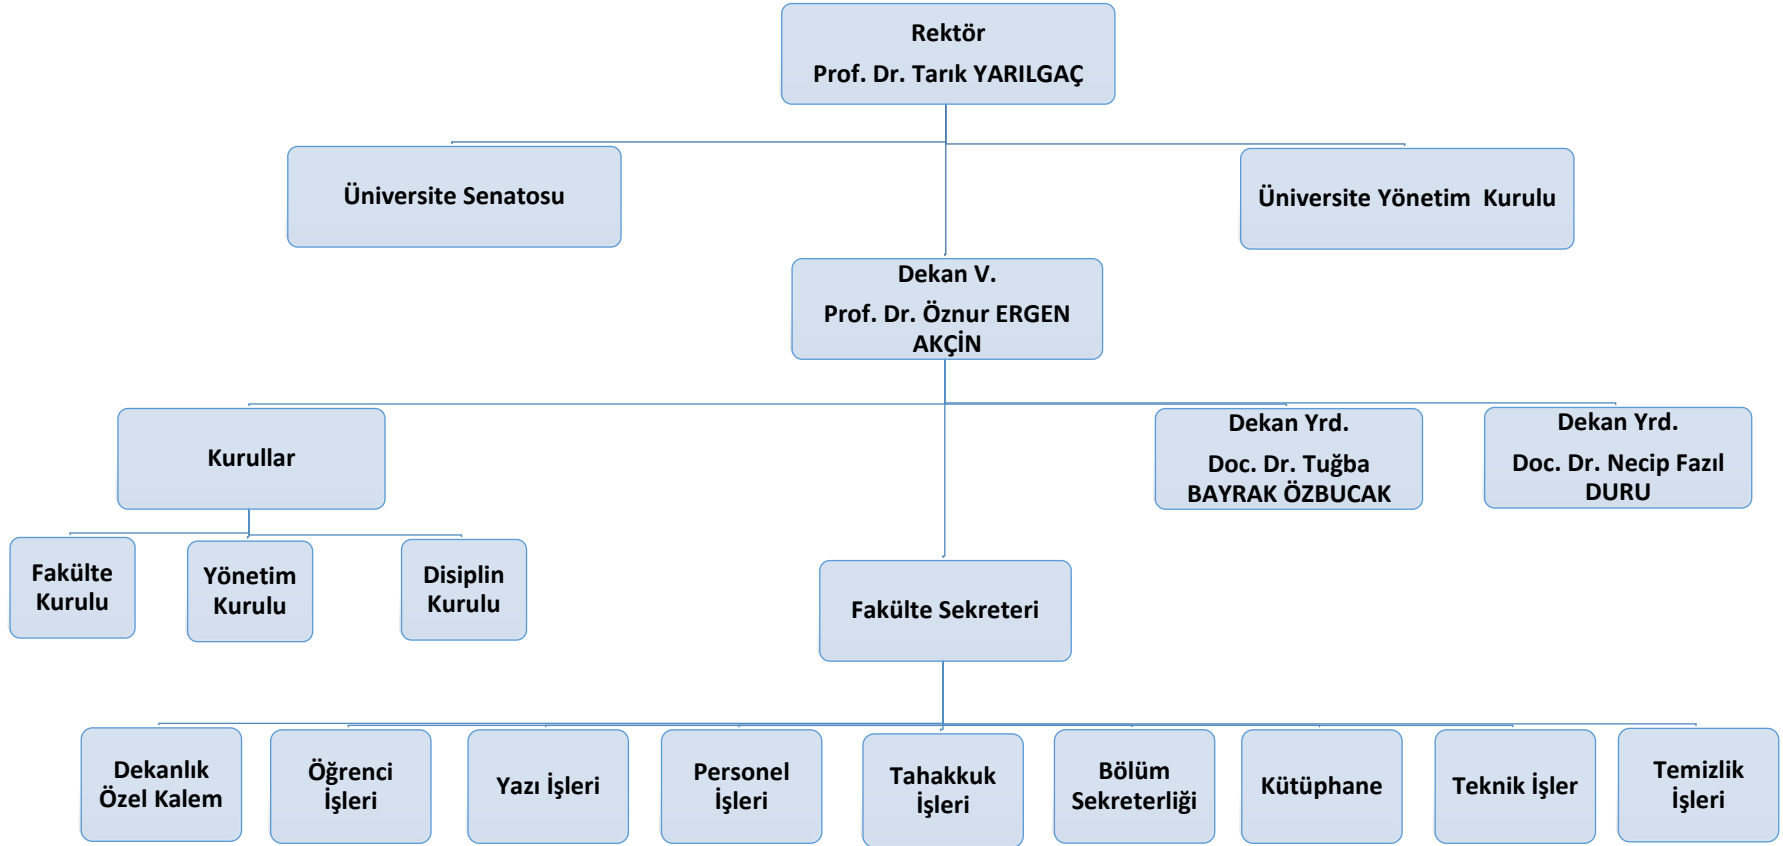 Rektör
Prof. Dr. Tarık YARILGAÇ
Üniversite Senatosu
Üniversite Yönetim  Kurulu
Dekan V.
Prof. Dr. Öznur ERGEN
AKÇİN
Kurullar
Dekan Yrd.
Doc. Dr. Tuğba
BAYRAK ÖZBUCAK
Dekan Yrd.
Doc. Dr. Necip Fazıl
DURU
Fakülte
Kurulu
Yönetim
Kurulu
Disiplin
Kurulu
Fakülte Sekreteri
Dekanlık
Özel Kalem
Öğrenci
İşleri
Yazı İşleri
Personel
İşleri
Tahakkuk
İşleri
Bölüm
Sekreterliği
Kütüphane
Teknik İşler
Temizlik
İşleri